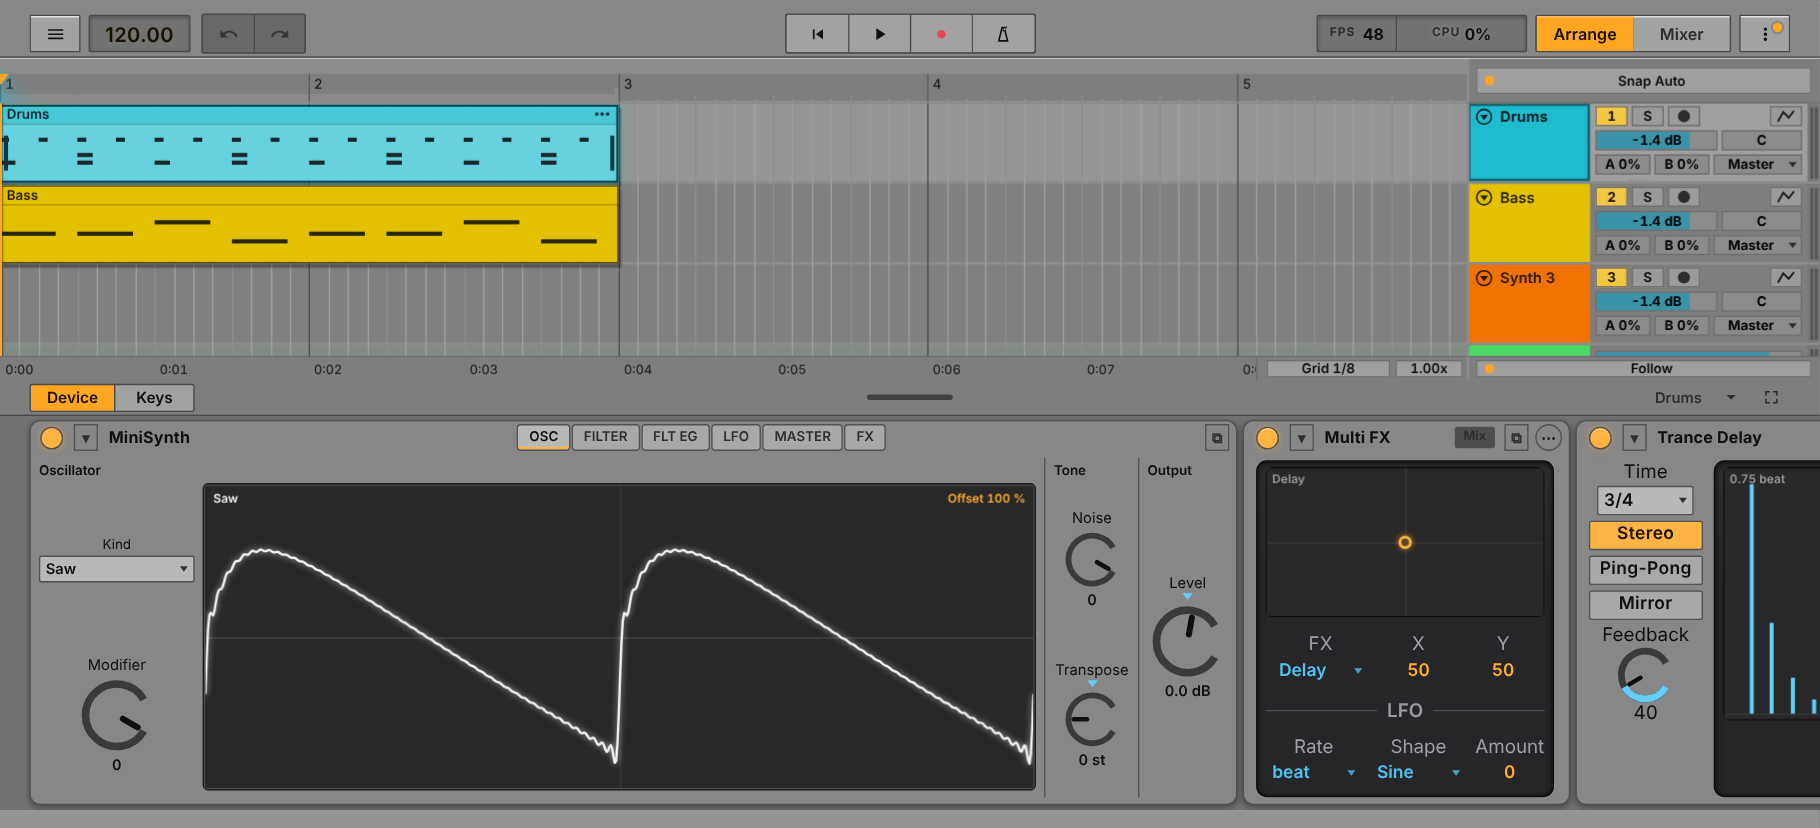 120.00
FPS 48
CPU 0%
Arrange
Mixer
1
2
3
4
5
Snap Auto
Drums
Drums
1
S
-1.4 dB
C
A 0%
B 0%
Master
Bass
Bass
2
S
-1.4 dB
C
A 0%
B 0%
Master
Synth 3
3
S
-1.4 dB
C
A 0%
B 0%
Master
0:00
0:01
0:02
0:03
0:04
0:05
0:06
0:07
Grid 1/8
1.00x
Follow
Device
Keys
Drums
MiniSynth
OSC
FILTER
FLT EG
LFO
MASTER
FX
Oscillator
Kind
Saw
Modifier
0
Saw
Offset 100 %
Tone
Noise
0
Transpose
0 st
Output
Level
0.0 dB
Multi FX
Mix
Delay
FX
X
Y
Delay
50
50
LFO
Rate
Shape
Amount
beat
Sine
0
Trance Delay
Time
3/4
Stereo
Ping-Pong
Mirror
Feedback
40
0.75 beat